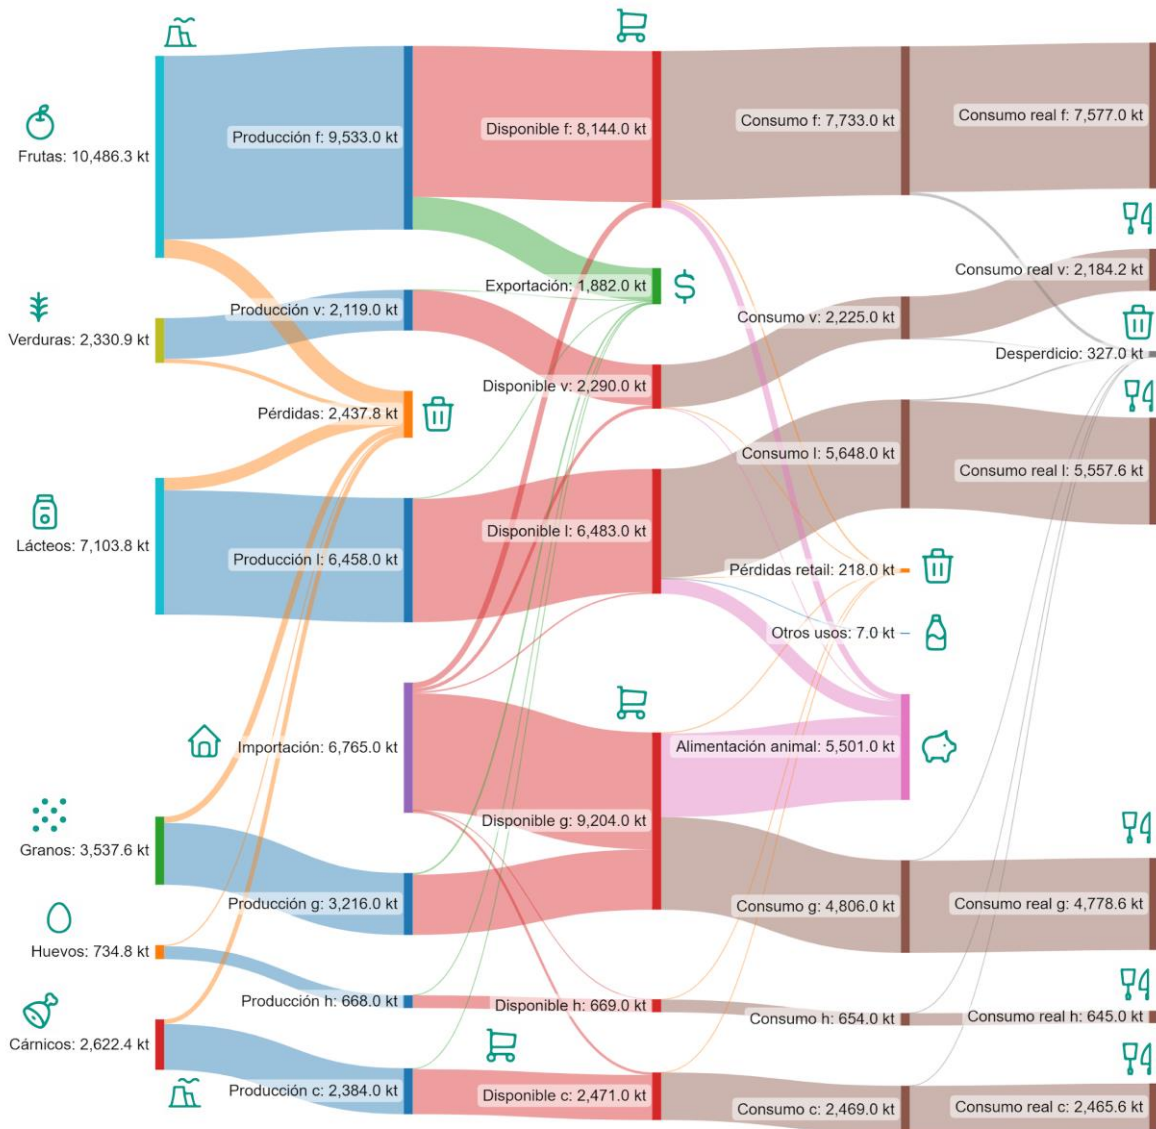 Frutas: 10,486.3 kt
Producción f: 9,533.0 kt
Disponible f: 8,144.0 kt
Consumo f: 7,733.0 kt
Consumo real f: 7,577.0 kt
Exportación: 1,882.0 kt
$
Consumo real v: 2,184.2 kt
Verduras: 2,330.9 kt
Producción v: 2,119.0 kt
Consumo v: 2,225.0 kt
Desperdicio: 327.0 kt
Pérdidas: 2,437.8 kt
Disponible v: 2,290.0 kt
Consumo l: 5,648.0 kt
Consumo real l: 5,557.6 kt
Lácteos: 7,103.8 kt
Producción l: 6,458.0 kt
Disponible l: 6,483.0 kt
Pérdidas retail: 218.0 kt
Otros usos: 7.0 kt
Importación: 6,765.0 kt
Alimentación animal: 5,501.0 kt
Granos: 3,537.6 kt
Disponible g: 9,204.0 kt
Producción g: 3,216.0 kt
Consumo g: 4,806.0 kt
Consumo real g: 4,778.6 kt
Huevos: 734.8 kt
Producción h: 668.0 kt
Disponible h: 669.0 kt
Consumo h: 654.0 kt
Consumo real h: 645.0 kt
Cárnicos: 2,622.4 kt
Producción c: 2,384.0 kt
Disponible c: 2,471.0 kt
Consumo c: 2,469.0 kt
Consumo real c: 2,465.6 kt